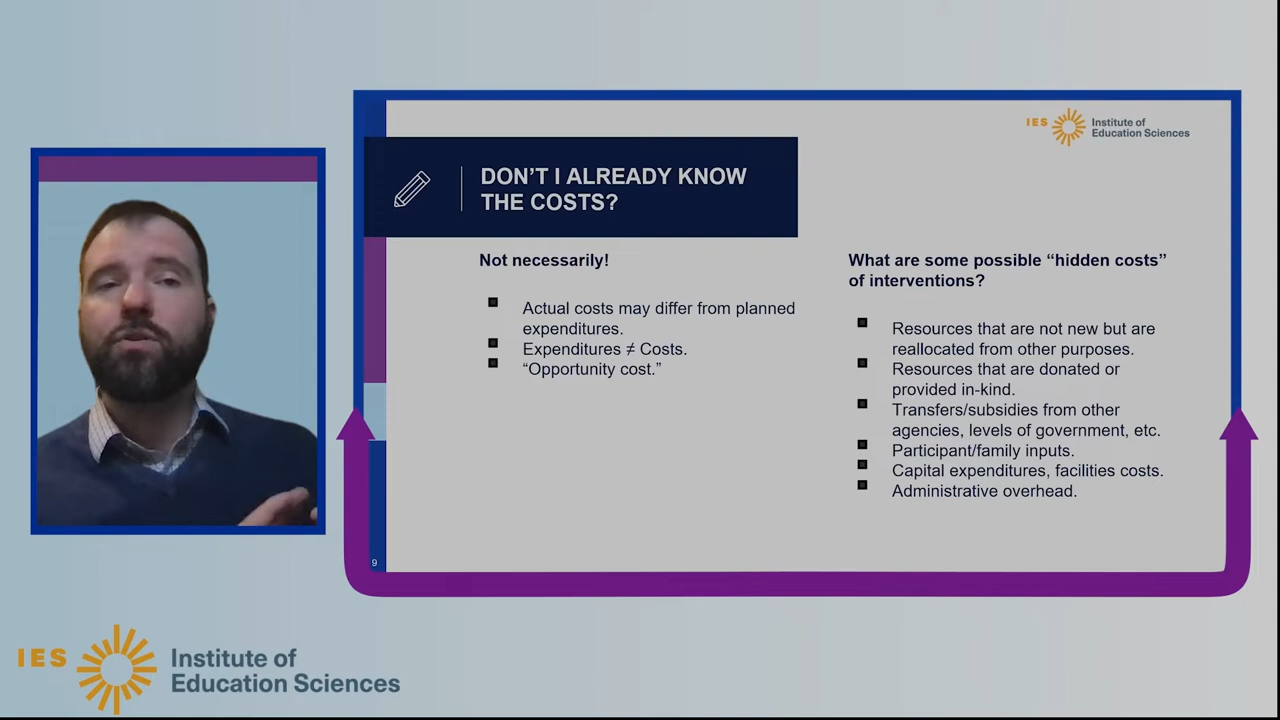 IES Institute of
Education Sciences
DON'T I ALREADY KNOW
THE COSTS?
Not necessarily!
Actual costs may differ from planned
expenditures.
Expenditures ≠ Costs.
“Opportunity cost.”
What are some possible “hidden costs”
of interventions?
Resources that are not new but are
reallocated from other purposes.
Resources that are donated or
provided in-kind.
Transfers/subsidies from other
agencies, levels of government, etc.
Participant/family inputs.
Capital expenditures, facilities costs.
Administrative overhead.
9
IES Institute of
Education Sciences